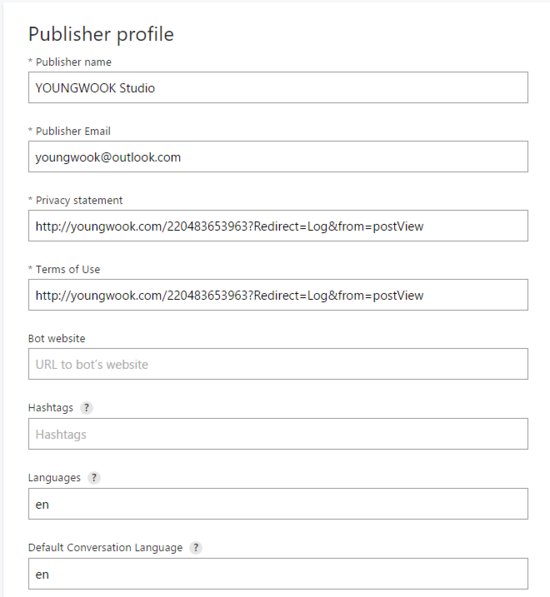 Publisher profile
* Publisher name
YOUNGWOOK Studio
* Publisher Email
youngwook@outlook.com
* Privacy statement
http://youngwook.com/220483653963?Redirect=Log&from=postView
* Terms of Use
http://youngwook.com/220483653963?Redirect=Log&from=postView
Bot website
URL to bot's website
Hashtags ?
Hashtags
Languages ?
en
Default Conversation Language ?
en